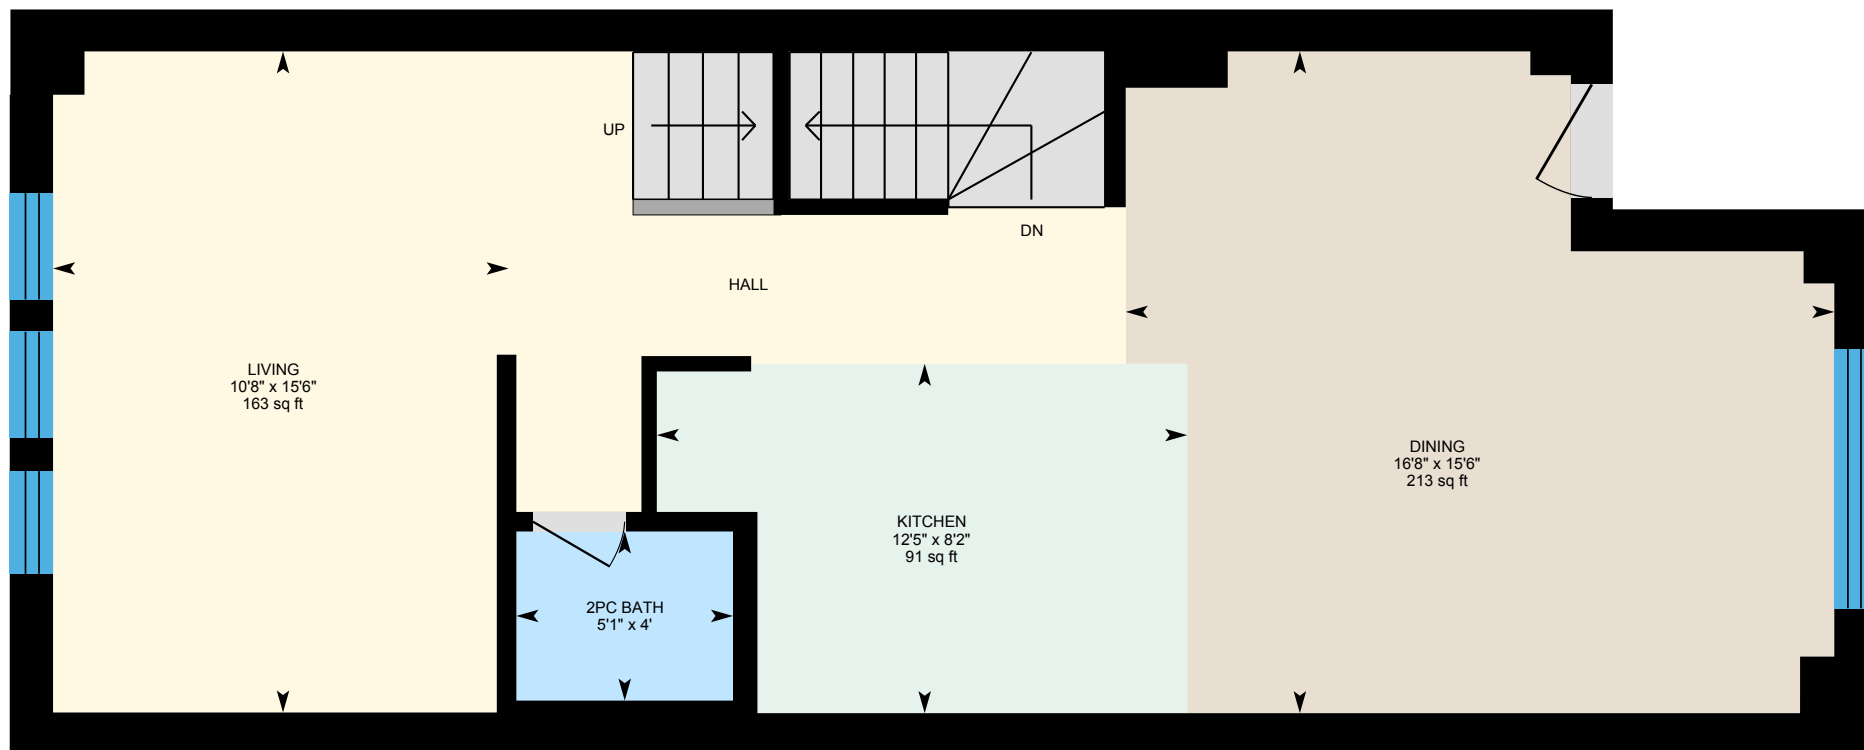 UP
DN
HALL
LIVING
10'8" x 15'6"
163 sq ft
DINING
16'8" x 15'6"
213 sq ft
KITCHEN
12'5" x 8'2"
91 sq ft
2PC BATH
5'1" x 4'